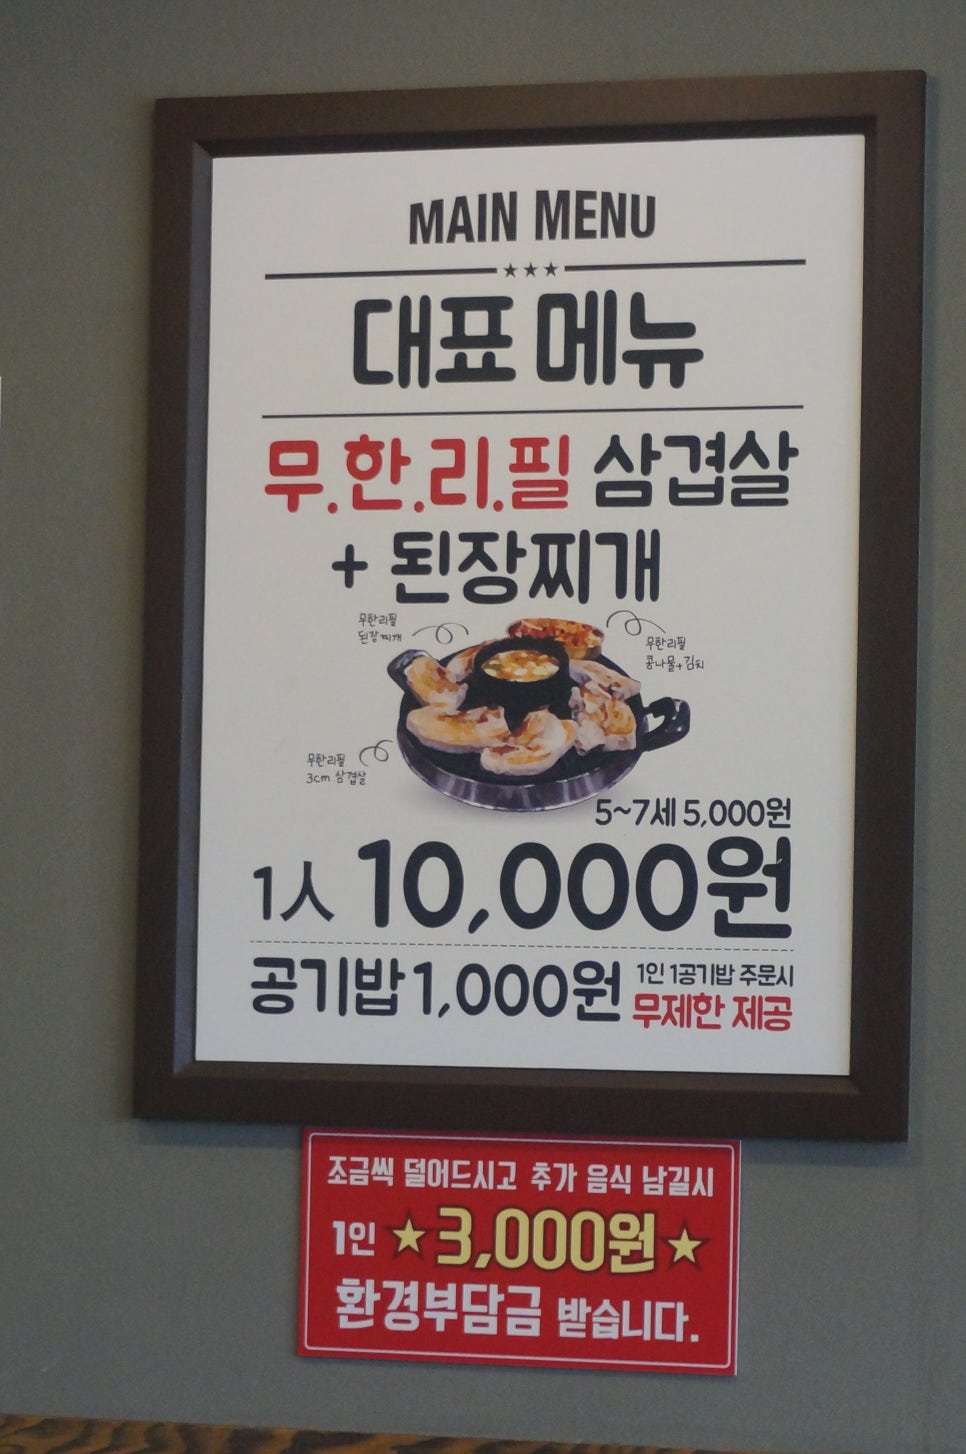 MAIN MENU
★★★
대표 메뉴
무.한.리.필 삼겹살
+ 된장찌개
무한리필
된장찌개
무한리필
콩나물+김치
무한리필
3cm 삼겹살
5~7세 5,000원
1人 10,000원
공기밥 1,000원
1인 1공기밥 주문시
무제한 제공
조금씩 덜어드시고 추가 음식 남길시
1인 ★3,000원★
환경부담금 받습니다.